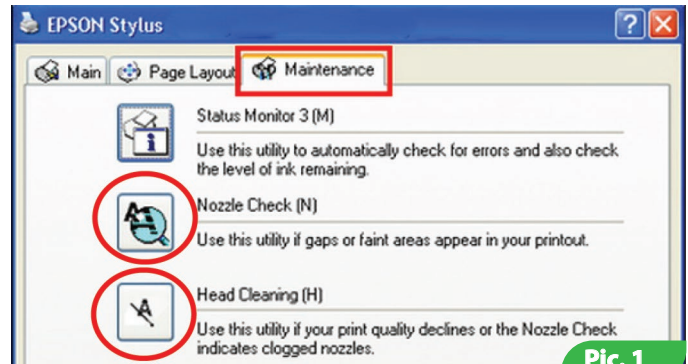 EPSON Stylus
Main Page Layout Maintenance
Status Monitor 3 (M)
Use this utility to automatically check for errors and also check
the level of ink remaining.
Nozzle Check (N)
Use this utility if gaps or faint areas appear in your printout.
Head Cleaning (H)
Use this utility if your print quality declines or the Nozzle Check
indicates clogged nozzles.
Pic. 1